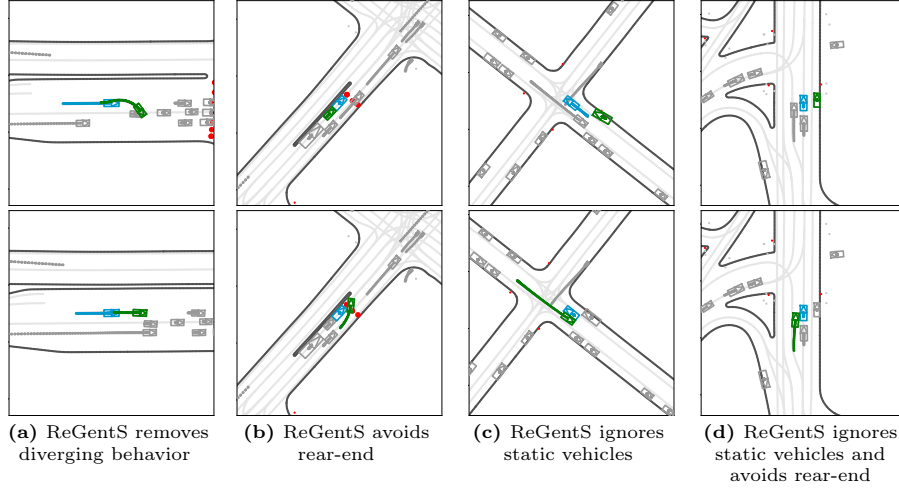 (a) ReGentS removes
diverging behavior
(b) ReGentS avoids
rear-end
(c) ReGentS ignores
static vehicles
(d) ReGentS ignores
static vehicles and
avoids rear-end